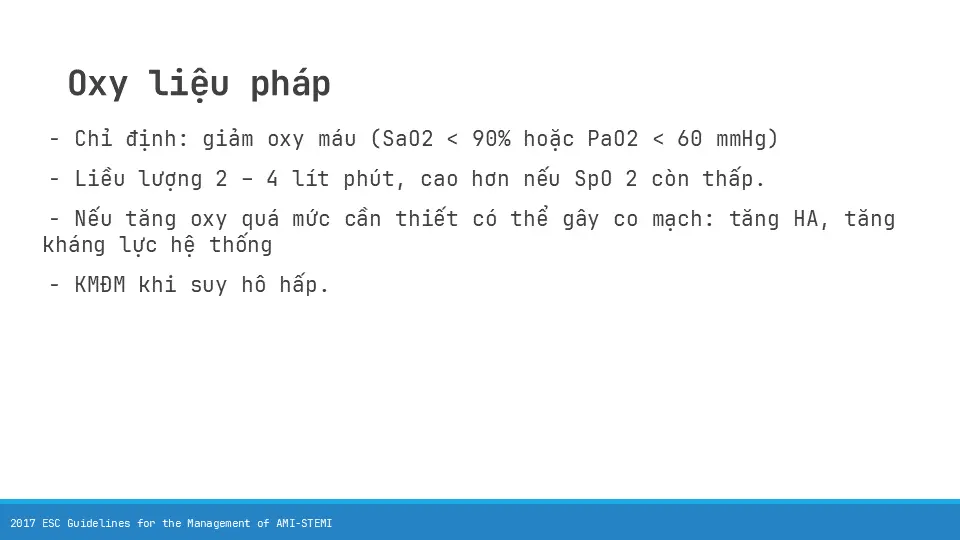 Oxy liệu pháp
- Chỉ định: giảm oxy máu (SaO2 < 90% hoặc PaO2 < 60 mmHg)
- Liều lượng 2 – 4 lít phút, cao hơn nếu SpO 2 còn thấp.
- Nếu tăng oxy quá mức cần thiết có thể gây co mạch: tăng HA, tăng
kháng lực hệ thống
- KMĐM khi suy hô hấp.
2017 ESC Guidelines for the Management of AMI-STEMI